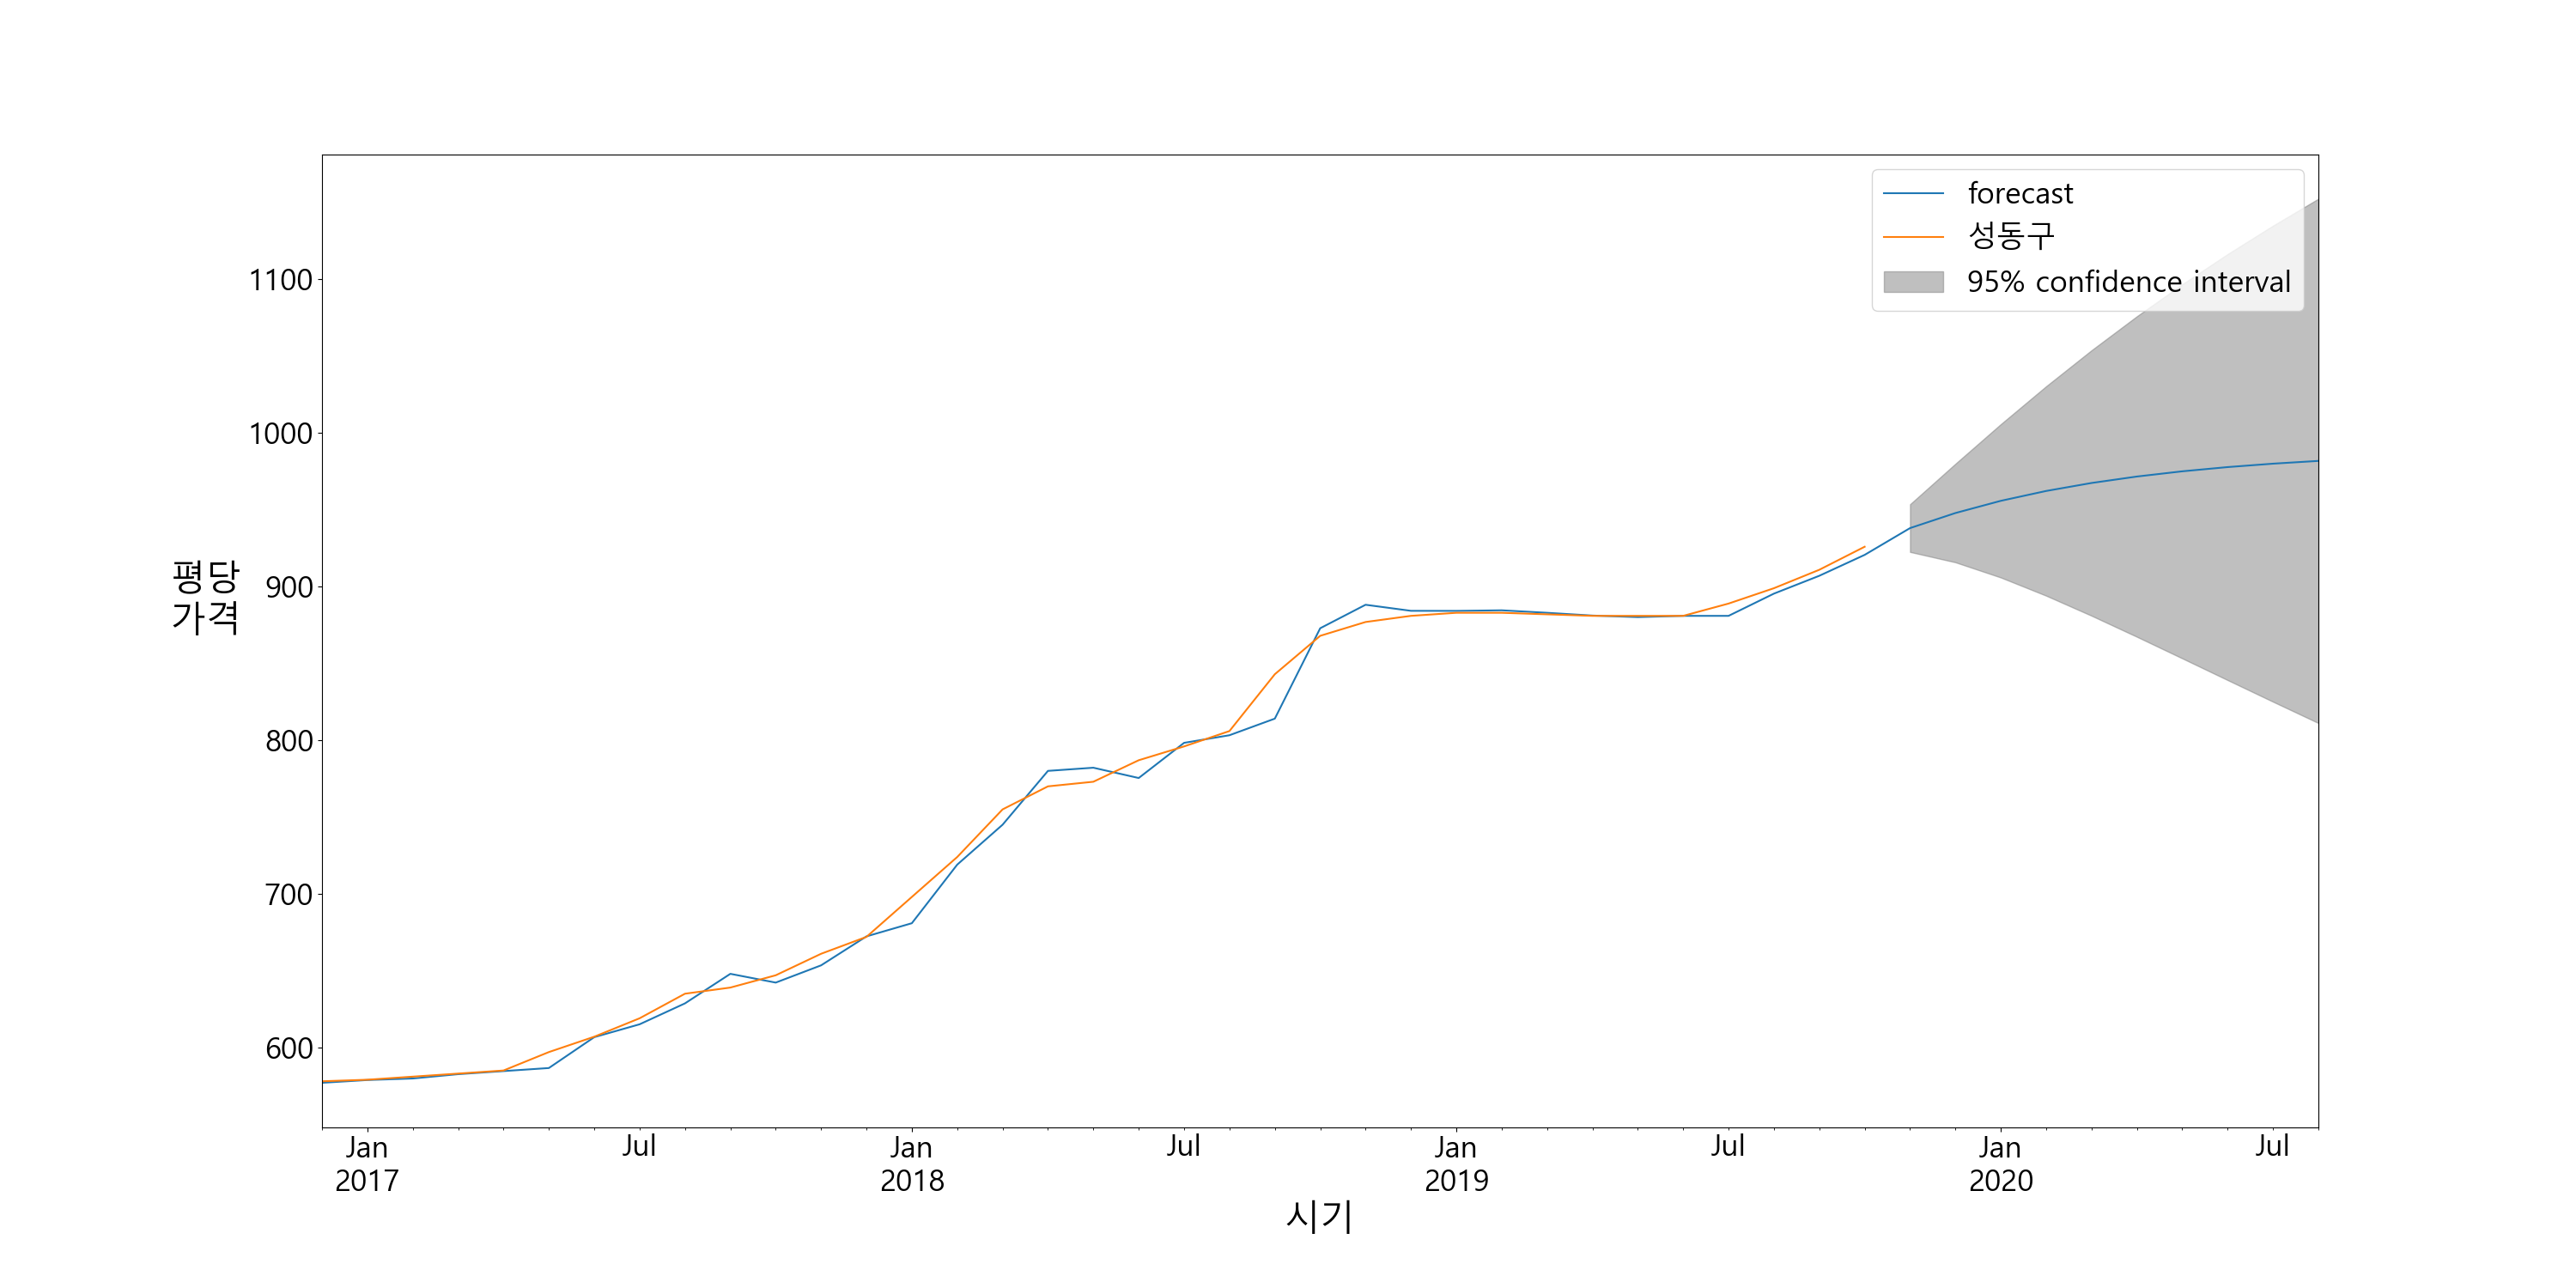 forecast
성동구
95% confidence interval
1100
1000
900
800
700
600
평당
가격
Jan
2017
Jul
Jan
2018
Jul
Jan
2019
Jul
Jan
2020
Jul
시기